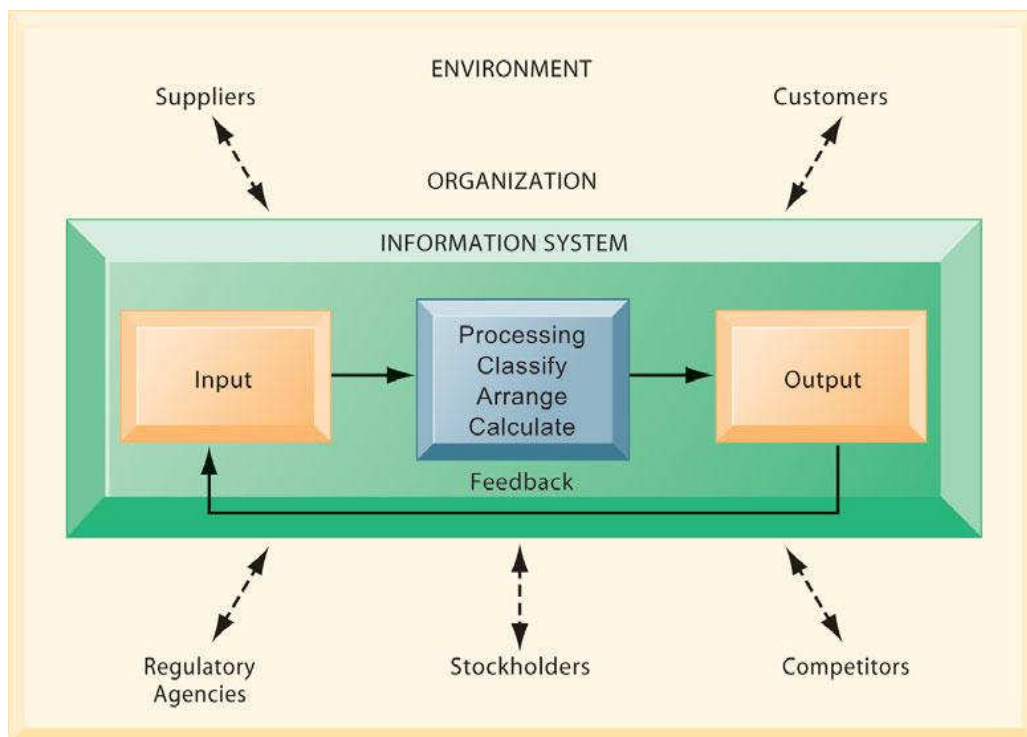 ENVIRONMENT
Suppliers
Customers
ORGANIZATION
INFORMATION SYSTEM
Input
Processing
Classify
Arrange
Calculate
Output
Feedback
Regulatory
Agencies
Stockholders
Competitors